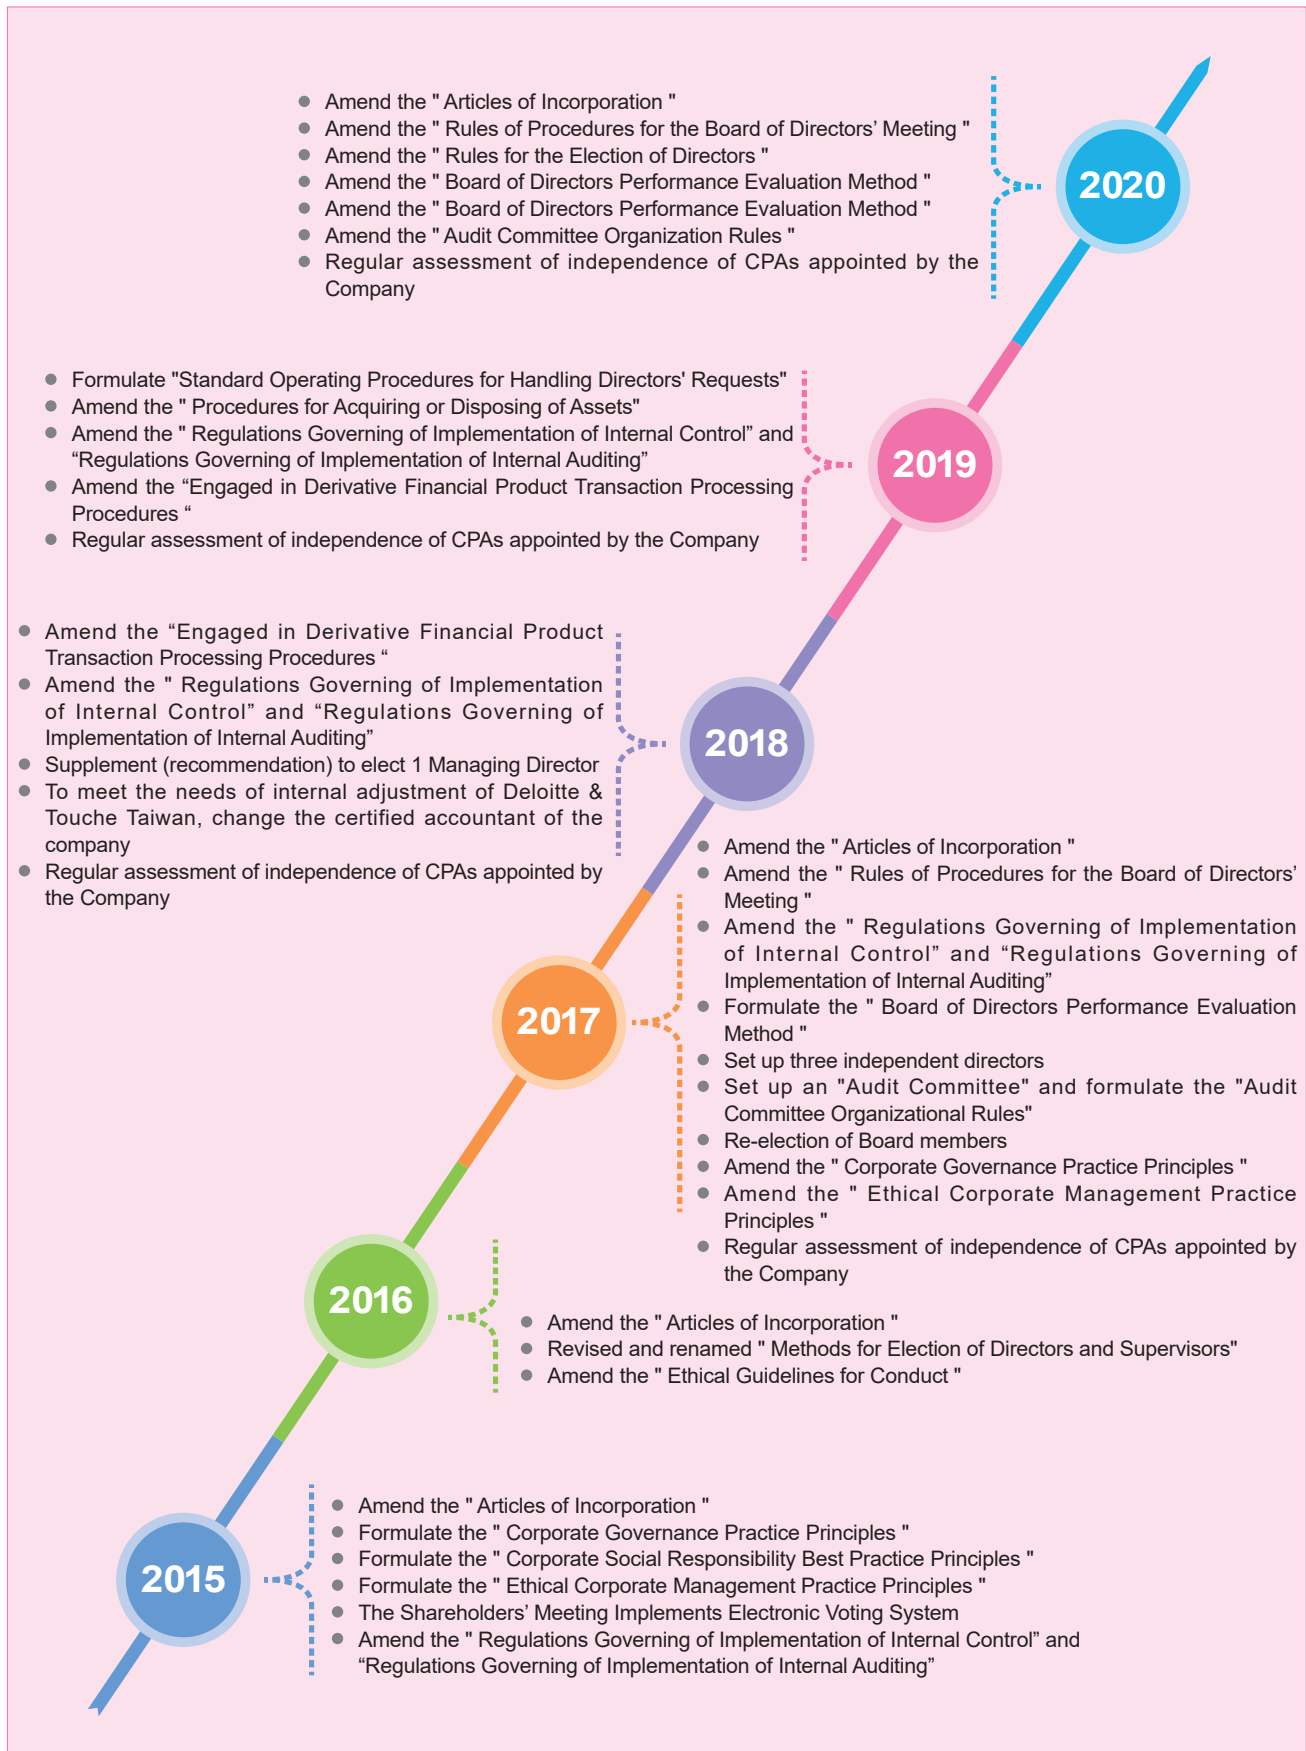 ● Amend the " Articles of Incorporation "
● Amend the " Rules of Procedures for the Board of Directors’ Meeting "
● Amend the " Rules for the Election of Directors "
● Amend the " Board of Directors Performance Evaluation Method "
● Amend the " Board of Directors Performance Evaluation Method "
● Amend the " Audit Committee Organization Rules "
● Regular assessment of independence of CPAs appointed by the
Company
2020
● Formulate "Standard Operating Procedures for Handling Directors' Requests"
● Amend the " Procedures for Acquiring or Disposing of Assets"
● Amend the " Regulations Governing of Implementation of Internal Control” and
“Regulations Governing of Implementation of Internal Auditing”
● Amend the “Engaged in Derivative Financial Product Transaction Processing
Procedures “
● Regular assessment of independence of CPAs appointed by the Company
2019
● Amend the “Engaged in Derivative Financial Product
Transaction Processing Procedures “
● Amend the " Regulations Governing of Implementation
of Internal Control” and “Regulations Governing of
Implementation of Internal Auditing”
● Supplement (recommendation) to elect 1 Managing Director
● To meet the needs of internal adjustment of Deloitte &
Touche Taiwan, change the certified accountant of the
company
● Regular assessment of independence of CPAs appointed by
the Company
2018
2017
● Amend the " Articles of Incorporation "
● Amend the " Rules of Procedures for the Board of Directors’
Meeting "
● Amend the " Regulations Governing of Implementation
of Internal Control” and “Regulations Governing of
Implementation of Internal Auditing”
● Formulate the " Board of Directors Performance Evaluation
Method "
● Set up three independent directors
● Set up an "Audit Committee" and formulate the "Audit
Committee Organizational Rules"
● Re-election of Board members
● Amend the " Corporate Governance Practice Principles "
● Amend the " Ethical Corporate Management Practice
Principles "
● Regular assessment of independence of CPAs appointed by
the Company
2016
● Amend the " Articles of Incorporation "
● Revised and renamed " Methods for Election of Directors and Supervisors"
● Amend the " Ethical Guidelines for Conduct "
2015
● Amend the " Articles of Incorporation "
● Formulate the " Corporate Governance Practice Principles "
● Formulate the " Corporate Social Responsibility Best Practice Principles "
● Formulate the " Ethical Corporate Management Practice Principles "
● The Shareholders’ Meeting Implements Electronic Voting System
● Amend the " Regulations Governing of Implementation of Internal Control” and
“Regulations Governing of Implementation of Internal Auditing”